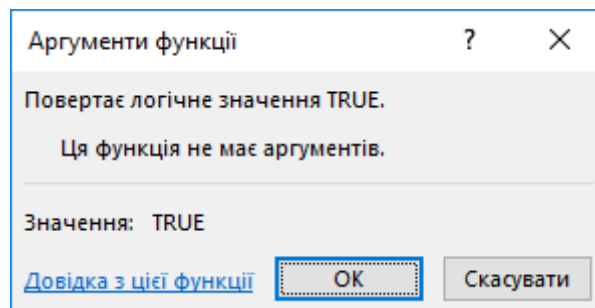 Аргументи функції ? ×
Повертає логічне значення TRUE.
Ця функція не має аргументів.
Значення: TRUE
Довідка з цієї функції OK Скасувати